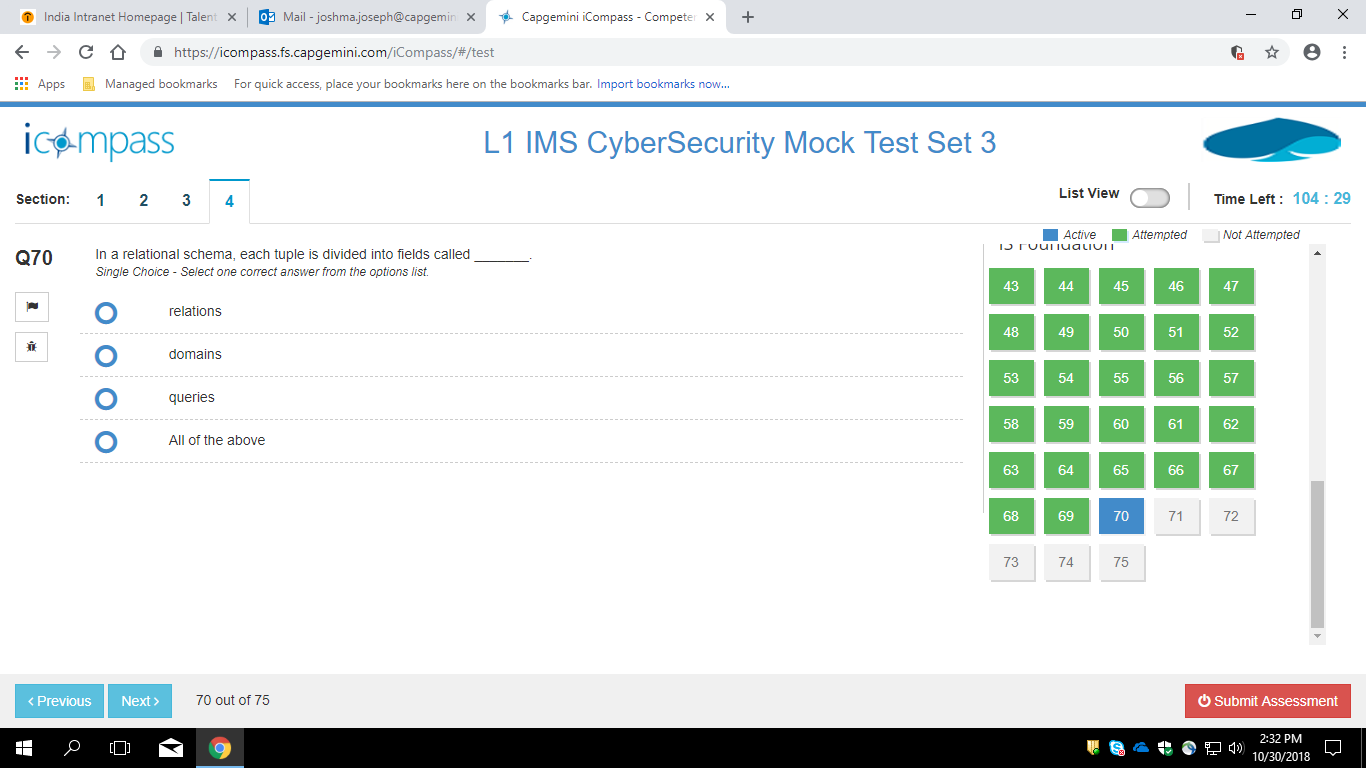 India Intranet Homepage | Talent
Mail - joshma.joseph@capgemin
Capgemini iCompass - Competen
https://icompass.fs.capgemini.com/iCompass/#/test
Apps
Managed bookmarks
For quick access, place your bookmarks here on the bookmarks bar. Import bookmarks now...
icompass
L1 IMS CyberSecurity Mock Test Set 3
Section: 1 2 3 4
List View
Time Left : 104 : 29
Active Attempted Not Attempted
IS Foundation
Q70
In a relational schema, each tuple is divided into fields called _______.
Single Choice - Select one correct answer from the options list.
relations
domains
queries
All of the above
43 44 45 46 47
48 49 50 51 52
53 54 55 56 57
58 59 60 61 62
63 64 65 66 67
68 69 70 71 72
73 74 75
Previous
Next
70 out of 75
Submit Assessment
2:32 PM
10/30/2018